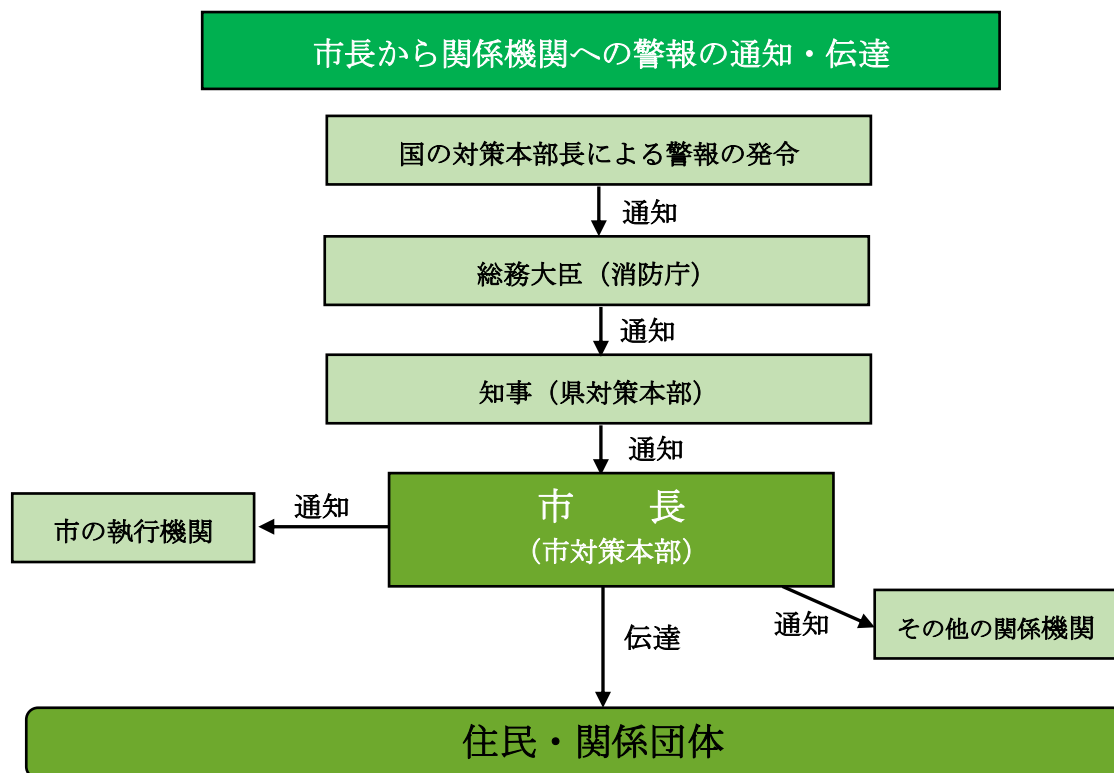 市長から関係機関への警報の通知・伝達
国の対策本部長による警報の発令
通知
総務大臣（消防庁）
通知
知事（県対策本部）
通知
市　　長
（市対策本部）
通知
市の執行機関
通知
その他の関係機関
伝達
住民・関係団体